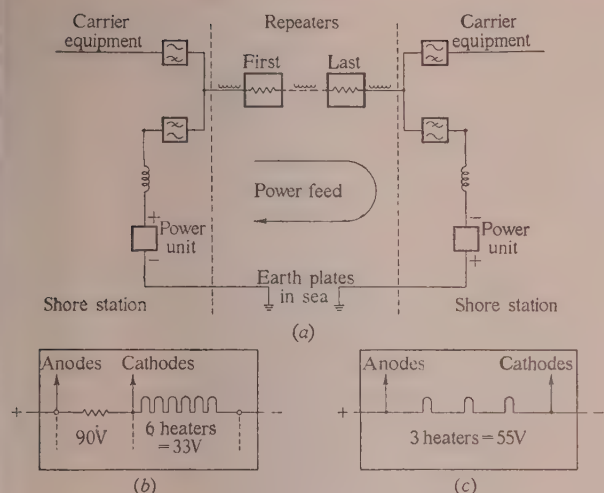 Carrier
equipment
Repeaters
Carrier
equipment
First
Last
Power feed
+
Power
unit
−
−
Power
unit
+
Earth plates
in sea
Shore station
Shore station
(a)
Anodes
Cathodes
+
−
90V
6 heaters
=33V
(b)
Anodes
Cathodes
+
−
3 heaters=55V
(c)